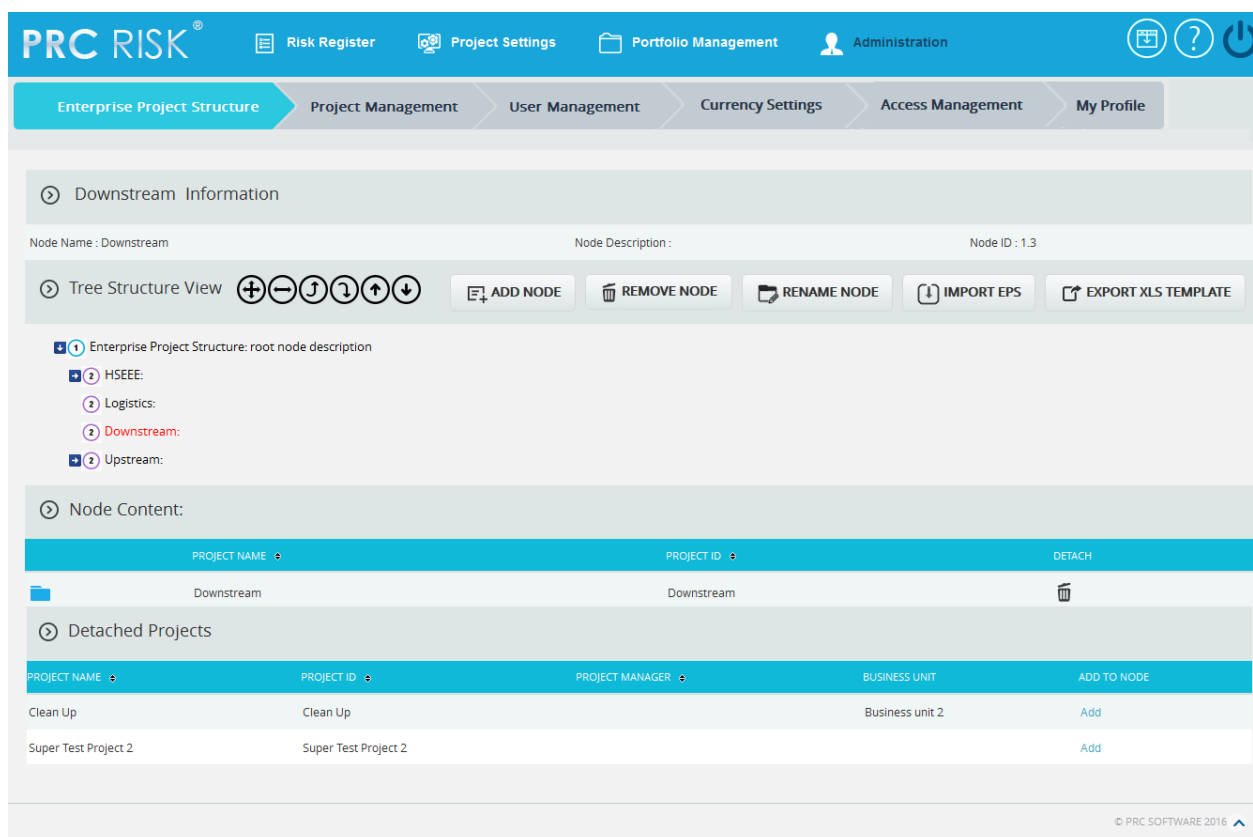 PRC RISK® Risk Register Project Settings Portfolio Management Administration ?
Enterprise Project Structure Project Management User Management Currency Settings Access Management My Profile
Downstream Information
Node Name : Downstream Node Description : Node ID : 1.3
Tree Structure View ADD NODE REMOVE NODE RENAME NODE IMPORT EPS EXPORT XLS TEMPLATE
1 Enterprise Project Structure: root node description
2 HSEEE:
2 Logistics:
2 Downstream:
2 Upstream:
Node Content:
PROJECT NAME PROJECT ID DETACH
Downstream Downstream
Detached Projects
PROJECT NAME PROJECT ID PROJECT MANAGER BUSINESS UNIT ADD TO NODE
Clean Up Clean Up Business unit 2 Add
Super Test Project 2 Super Test Project 2 Add
© PRC SOFTWARE 2016